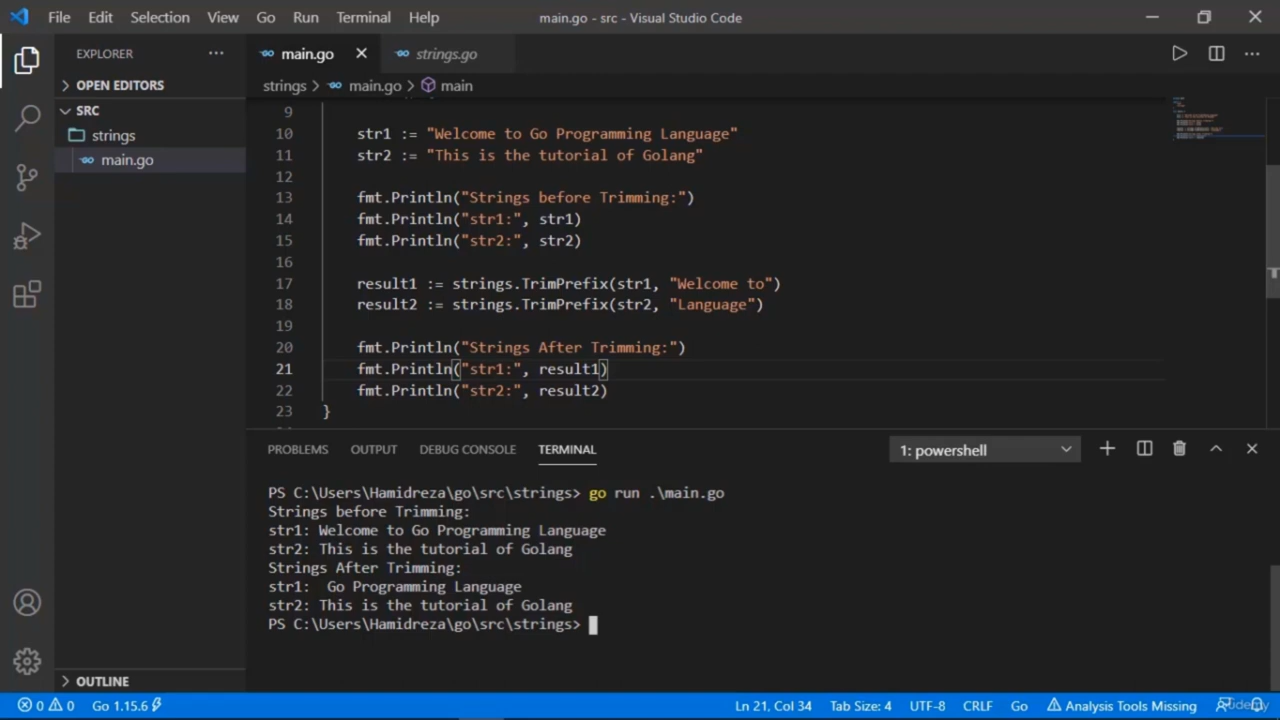 File Edit Selection View Go Run Terminal Help main.go - src - Visual Studio Code
EXPLORER
main.go strings.go
OPEN EDITORS
strings main.go main
SRC
strings
main.go
9
10 str1 := "Welcome to Go Programming Language"
11 str2 := "This is the tutorial of Golang"
12
13 fmt.Println("Strings before Trimming:")
14 fmt.Println("str1:", str1)
15 fmt.Println("str2:", str2)
16
17 result1 := strings.TrimPrefix(str1, "Welcome to")
18 result2 := strings.TrimPrefix(str2, "Language")
19
20 fmt.Println("Strings After Trimming:")
21 fmt.Println("str1:", result1)
22 fmt.Println("str2:", result2)
23 }
PROBLEMS OUTPUT DEBUG CONSOLE TERMINAL 1: powershell
PS C:\Users\Hamidreza\go\src\strings> go run .\main.go
Strings before Trimming:
str1: Welcome to Go Programming Language
str2: This is the tutorial of Golang
Strings After Trimming:
str1:  Go Programming Language
str2: This is the tutorial of Golang
PS C:\Users\Hamidreza\go\src\strings>
OUTLINE
0 0 Go 1.15.6 Ln 21, Col 34 Tab Size: 4 UTF-8 CRLF Go Analysis Tools Missing